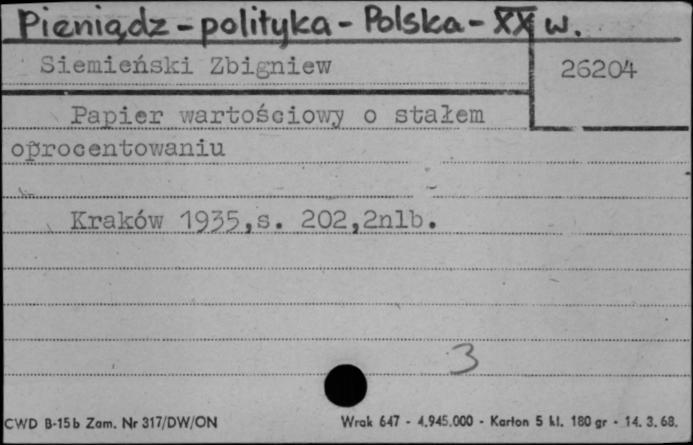 Pieniądz - polityka - Polska - XX w.
Siemieński Zbigniew
26204
Papier wartościowy o stałem
oprocentowaniu
Kraków 1935,s. 202,2nlb.
3
CWD B-15b Zam. Nr 317/DW/ON
Wrak 647 - 4.945.000 - Karton 5 kl. 180 gr - 14. 3. 68.